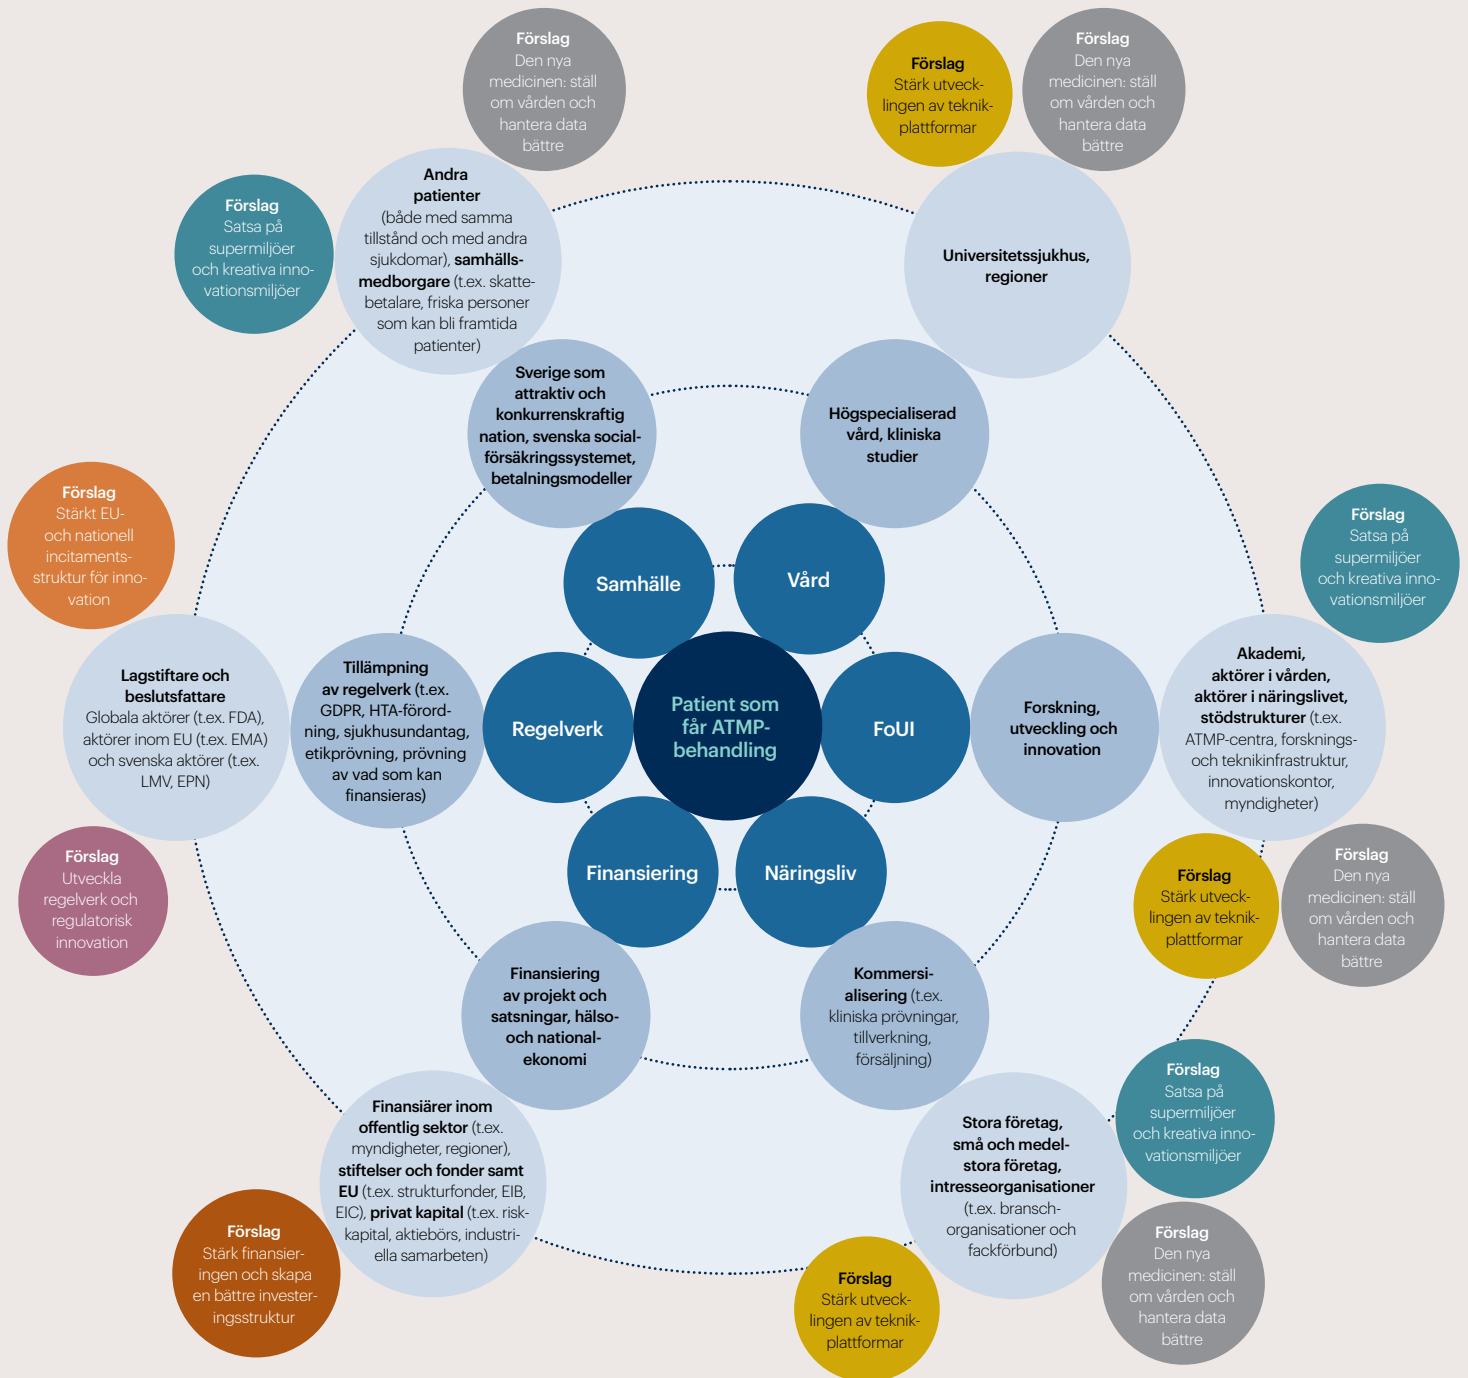 Förslag
Den nya
medicinen: ställ
om vården och
hantera data
bättre
Förslag
Stärk utveck-
lingen av teknik-
plattformar
Förslag
Den nya
medicinen: ställ
om vården och
hantera data
bättre
Förslag
Satsa på
supermiljöer
och kreativa inno-
vationsmiljöer
Andra
patienter
(både med samma
tillstånd och med andra
sjukdomar), samhälls-
medborgare (t.ex. skatte-
betalare, friska personer
som kan bli framtida
patienter)
Universitetssjukhus,
regioner
Sverige som
attraktiv och
konkurrenskraftig
nation, svenska social-
försäkringssystemet,
betalningsmodeller
Högspecialiserad
vård, kliniska
studier
Förslag
Stärkt EU-
och nationell
incitaments-
struktur för inno-
vation
Förslag
Satsa på
supermiljöer
och kreativa inno-
vationsmiljöer
Samhälle
Vård
Lagstiftare och
beslutsfattare
Globala aktörer (t.ex. FDA),
aktörer inom EU (t.ex. EMA)
och svenska aktörer (t.ex.
LMV, EPN)
Tillämpning
av regelverk (t.ex.
GDPR, HTA-förord-
ning, sjukhusundantag,
etikprövning, prövning
av vad som kan
finansieras)
Regelverk
Patient som
får ATMP-
behandling
FoUI
Forskning,
utveckling och
innovation
Akademi,
aktörer i vården,
aktörer i näringslivet,
stödstrukturer (t.ex.
ATMP-centra, forsknings-
och teknikinfrastruktur,
innovationskontor,
myndigheter)
Förslag
Utveckla
regelverk och
regulatorisk
innovation
Finansiering
Näringsliv
Förslag
Stärk utveck-
lingen av teknik-
plattformar
Förslag
Den nya
medicinen: ställ
om vården och
hantera data
bättre
Finansiering
av projekt och
satsningar, hälso-
och national-
ekonomi
Kommersi-
alisering (t.ex.
kliniska prövningar,
tillverkning,
försäljning)
Förslag
Satsa på
supermiljöer
och kreativa inno-
vationsmiljöer
Finansiärer inom
offentlig sektor (t.ex.
myndigheter, regioner),
stiftelser och fonder samt
EU (t.ex. strukturfonder, EIB,
EIC), privat kapital (t.ex. risk-
kapital, aktiebörs, industri-
ella samarbeten)
Stora företag,
små och medel-
stora företag,
intresseorganisationer
(t.ex. bransch-
organisationer och
fackförbund)
Förslag
Stärk finansier-
ingen och skapa
en bättre invester-
ingsstruktur
Förslag
Stärk utveck-
lingen av teknik-
plattformar
Förslag
Den nya
medicinen: ställ
om vården och
hantera data
bättre